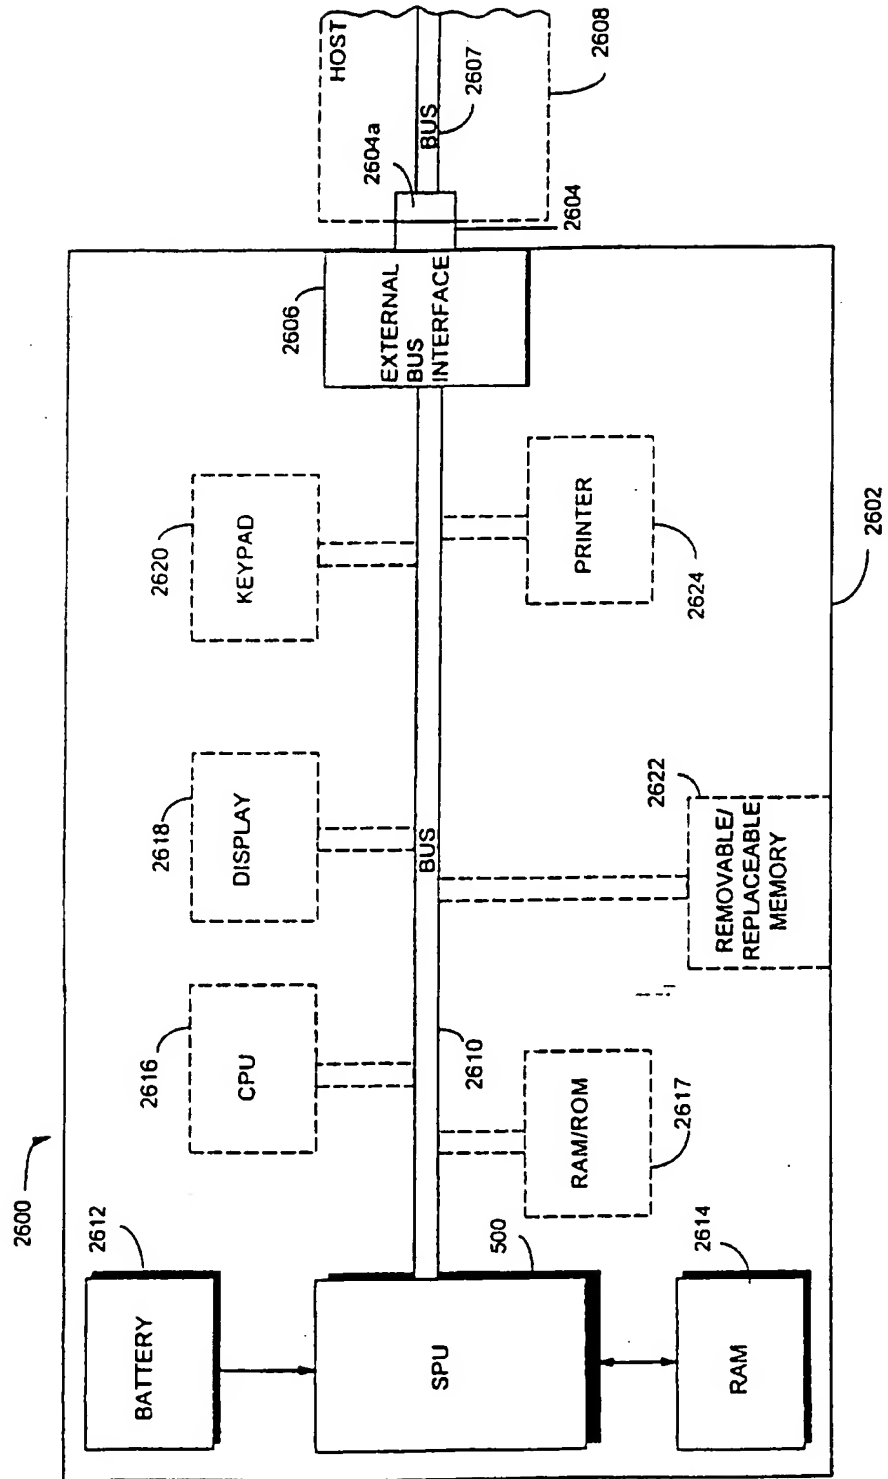 2600
BATTERY
2612
SPU
500
RAM
2614
CPU
2616
DISPLAY
2618
KEYPAD
2620
BUS
2610
RAM/ROM
2617
REMOVABLE/
REPLACEABLE
MEMORY
2622
PRINTER
2624
EXTERNAL
BUS
INTERFACE
2606
2602
2604
2604a
HOST
BUS
2607
2608